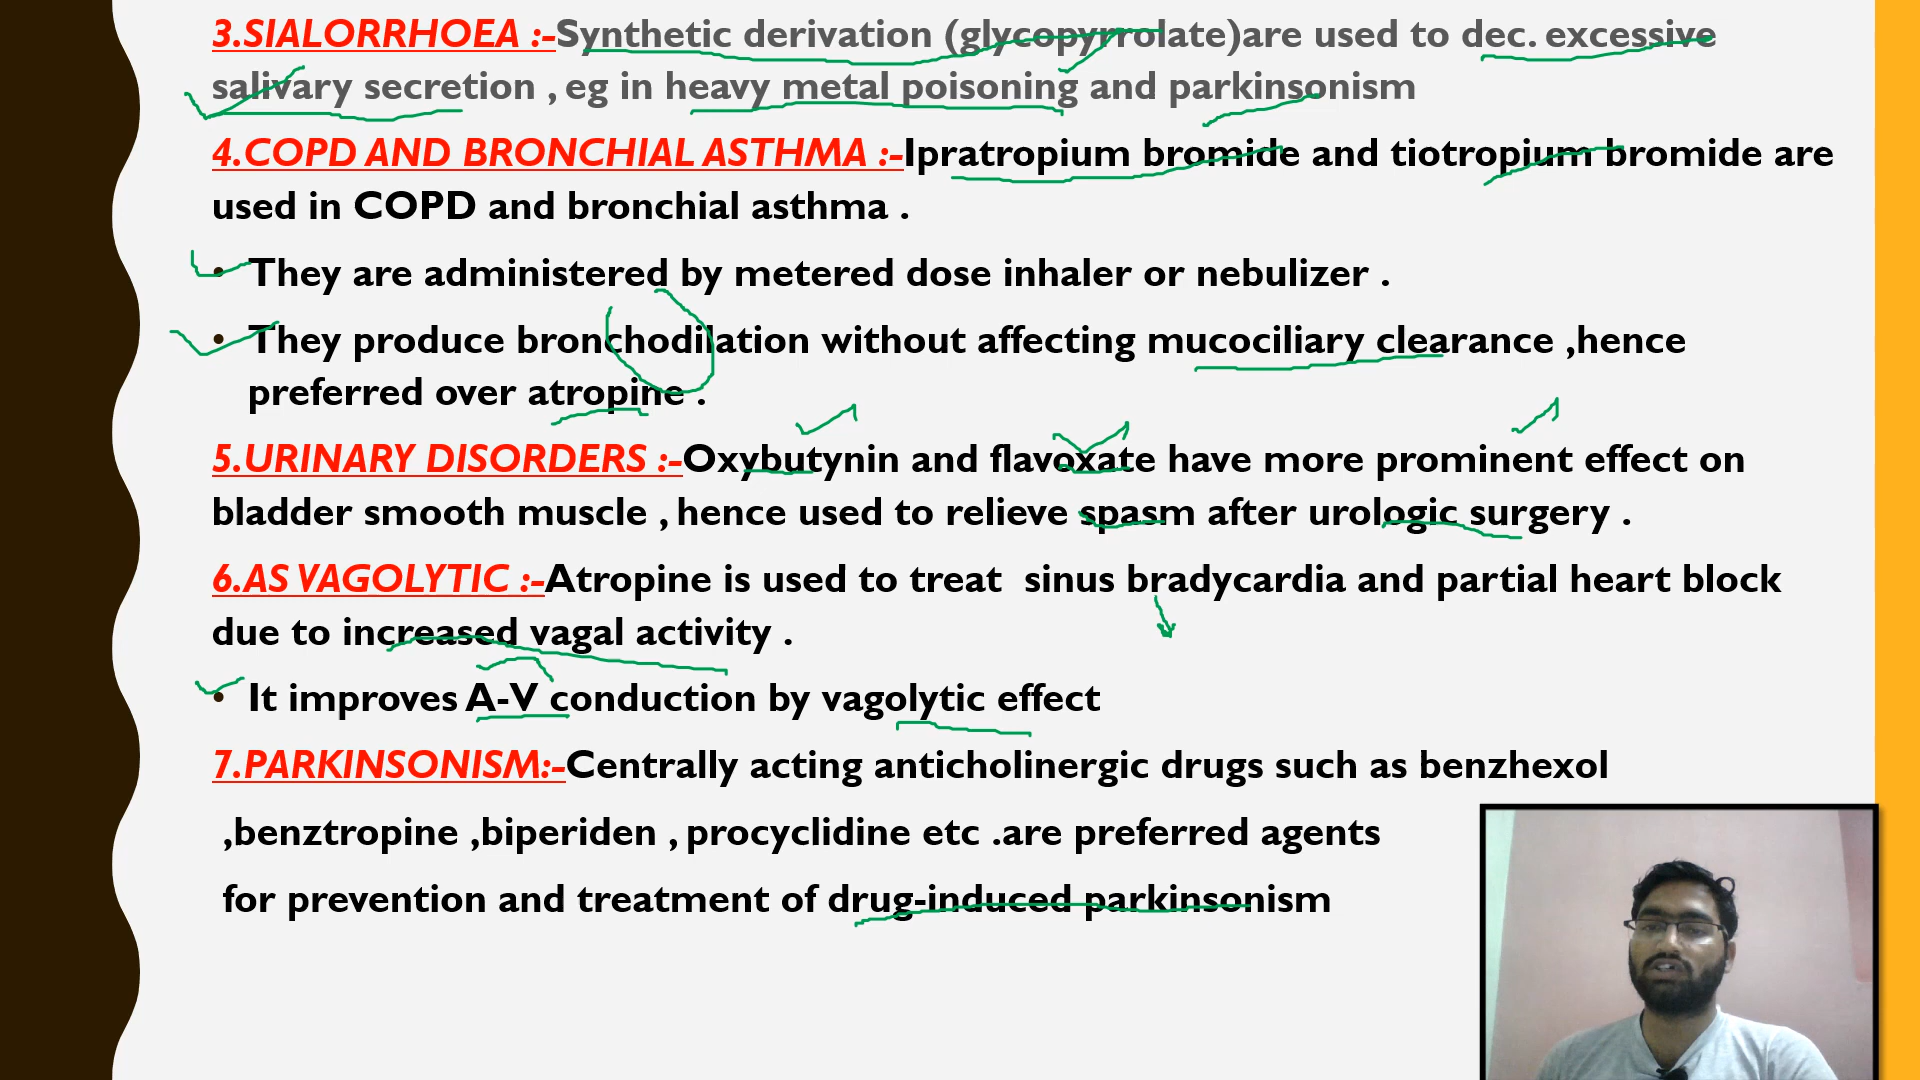 3.SIALORRHOEA :-Synthetic derivation (glycopyrrolate)are used to dec. excessive
salivary secretion , eg in heavy metal poisoning and parkinsonism
4.COPD AND BRONCHIAL ASTHMA :-Ipratropium bromide and tiotropium bromide are
used in COPD and bronchial asthma .
• They are administered by metered dose inhaler or nebulizer .
• They produce bronchodilation without affecting mucociliary clearance ,hence
preferred over atropine .
5.URINARY DISORDERS :-Oxybutynin and flavoxate have more prominent effect on
bladder smooth muscle , hence used to relieve spasm after urologic surgery .
6.AS VAGOLYTIC :-Atropine is used to treat sinus bradycardia and partial heart block
due to increased vagal activity .
• It improves A-V conduction by vagolytic effect
7.PARKINSONISM:-Centrally acting anticholinergic drugs such as benzhexol
,benztropine ,biperiden , procyclidine etc .are preferred agents
for prevention and treatment of drug-induced parkinsonism